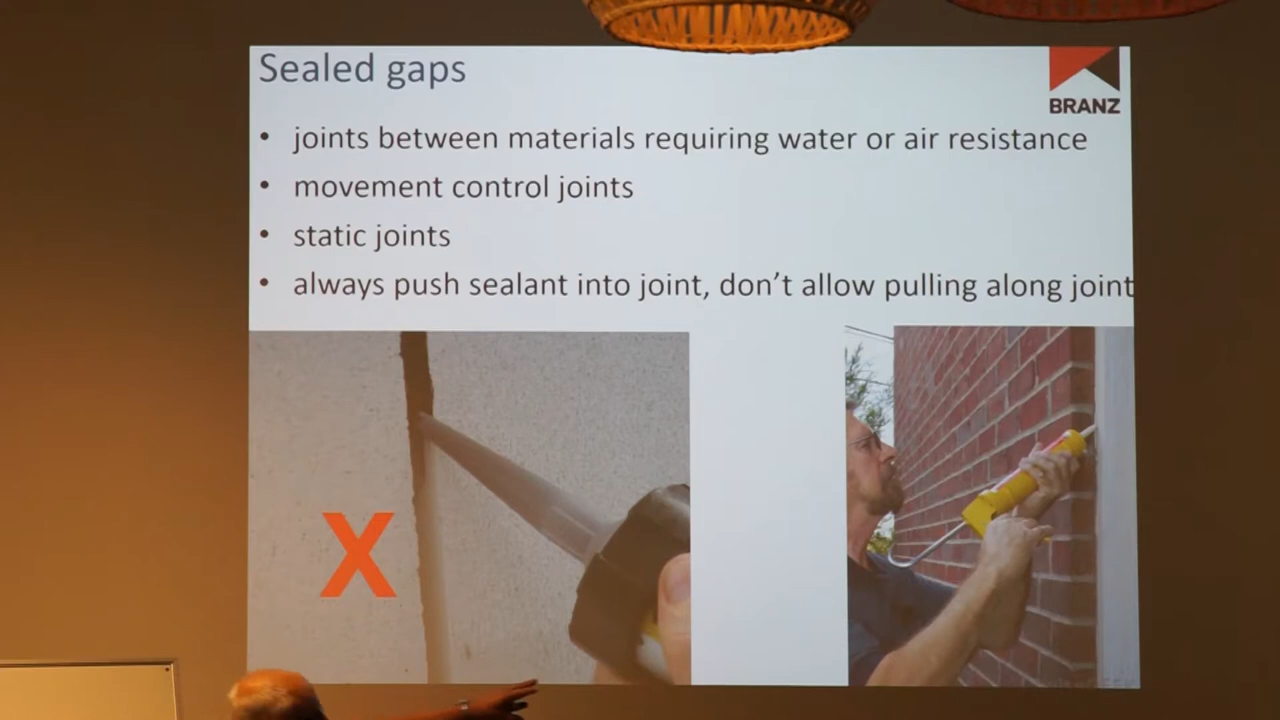 Sealed gaps
BRANZ
• joints between materials requiring water or air resistance
• movement control joints
• static joints
• always push sealant into joint, don't allow pulling along joint
X